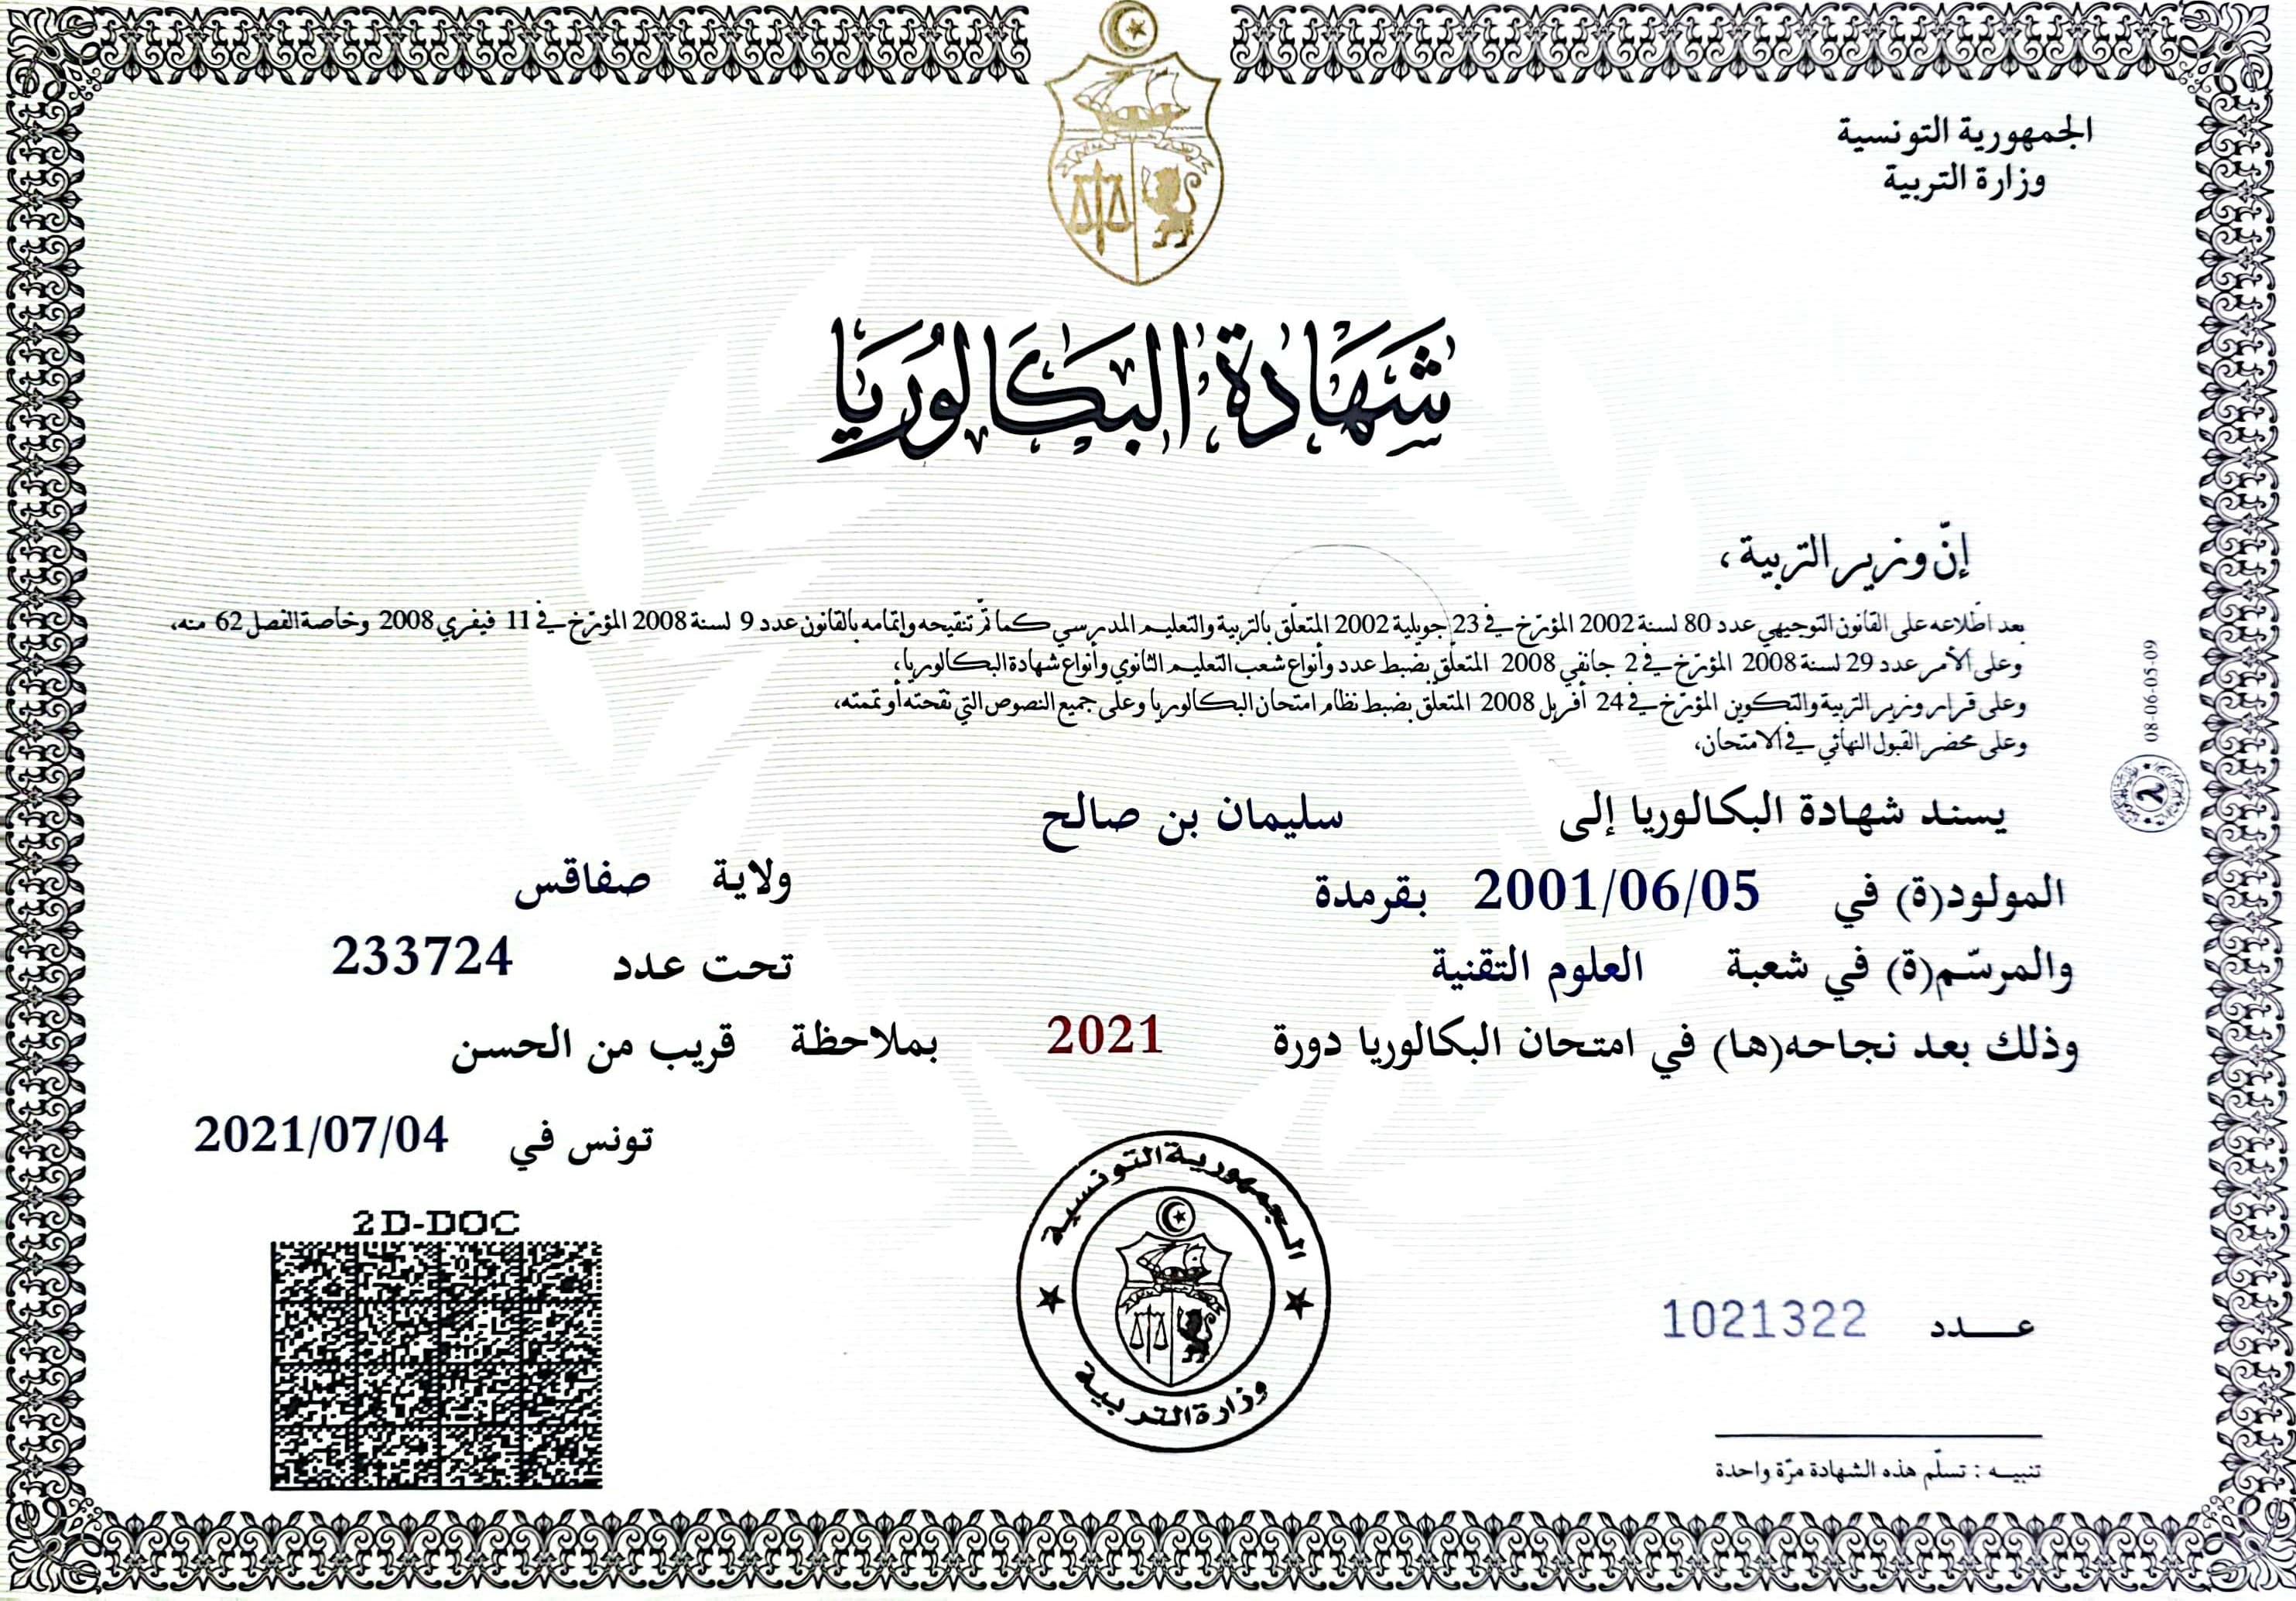 الجمهورية التونسية
وزارة التربية
شَهَادَة البَكَالُورِيَا
إنّ وزير التربية،
بعد اطّلاعه على القانون التوجيهي عدد 80 لسنة 2002 المؤرّخ في 23 جويلية 2002 المتعلّق بالتربية والتعليم المدرسي كما تمّ تنقيحه وإتمامه بالقانون عدد 9 لسنة 2008 المؤرّخ في 11 فيفري 2008 وخاصة الفصل 62 منه،
وعلى الأمر عدد 29 لسنة 2008 المؤرّخ في 2 جانفي 2008 المتعلّق بضبط عدد وأنواع شعب التعليم الثانوي وأنواع شهادة البكالوريا،
وعلى قرار وزير التربية والتكوين المؤرّخ في 24 أفريل 2008 المتعلّق بضبط نظام امتحان البكالوريا وعلى جميع النصوص التي نقحته أو تممته،
وعلى محضر القبول النهائي في الامتحان،
يسند شهادة البكالوريا إلى سليمان بن صالح
المولود(ة) في 2001/06/05 بقرمدة ولاية صفاقس
والمرسّم(ة) في شعبة العلوم التقنية تحت عدد 233724
وذلك بعد نجاحه(ها) في امتحان البكالوريا دورة 2021 بملاحظة قريب من الحسن
تونس في 2021/07/04
2D-DOC
الجمهورية التونسية
وزارة التربية
عــدد 1021322
تنبيـه : تسلّم هذه الشهادة مرّة واحدة
08-06-05-09